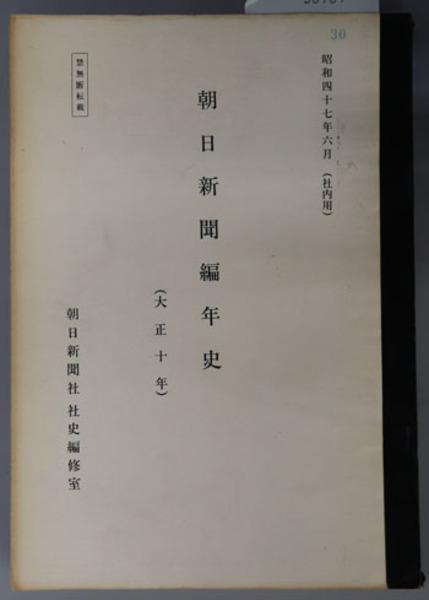 30
昭和四十七年六月（社内用）
朝日新聞編年史
（大正十年）
朝日新聞社社史編修室
禁無断転載